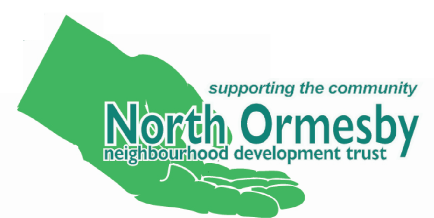 supporting the community
North Ormesby
neighbourhood development trust